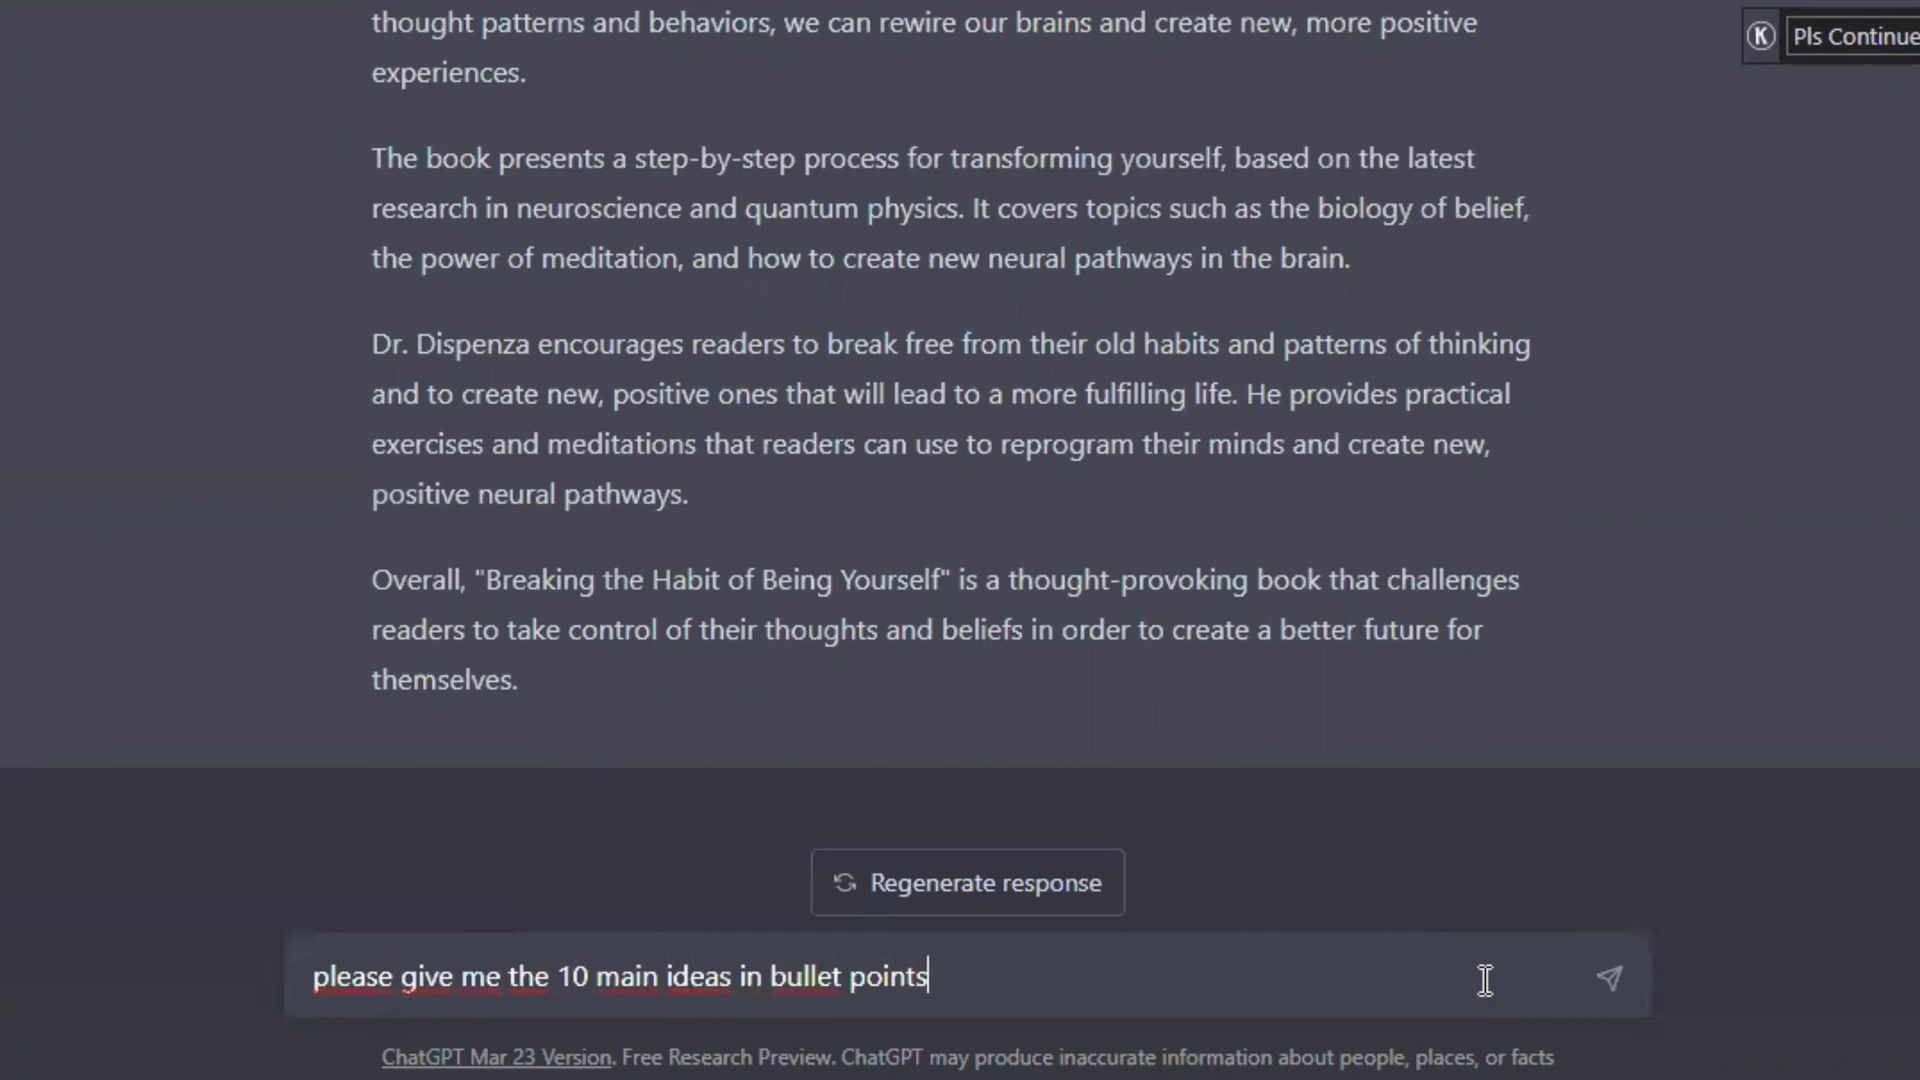 thought patterns and behaviors, we can rewire our brains and create new, more positive
experiences.
K Pls Continue
The book presents a step-by-step process for transforming yourself, based on the latest
research in neuroscience and quantum physics. It covers topics such as the biology of belief,
the power of meditation, and how to create new neural pathways in the brain.
Dr. Dispenza encourages readers to break free from their old habits and patterns of thinking
and to create new, positive ones that will lead to a more fulfilling life. He provides practical
exercises and meditations that readers can use to reprogram their minds and create new,
positive neural pathways.
Overall, "Breaking the Habit of Being Yourself" is a thought-provoking book that challenges
readers to take control of their thoughts and beliefs in order to create a better future for
themselves.
Regenerate response
please give me the 10 main ideas in bullet points
ChatGPT Mar 23 Version. Free Research Preview. ChatGPT may produce inaccurate information about people, places, or facts